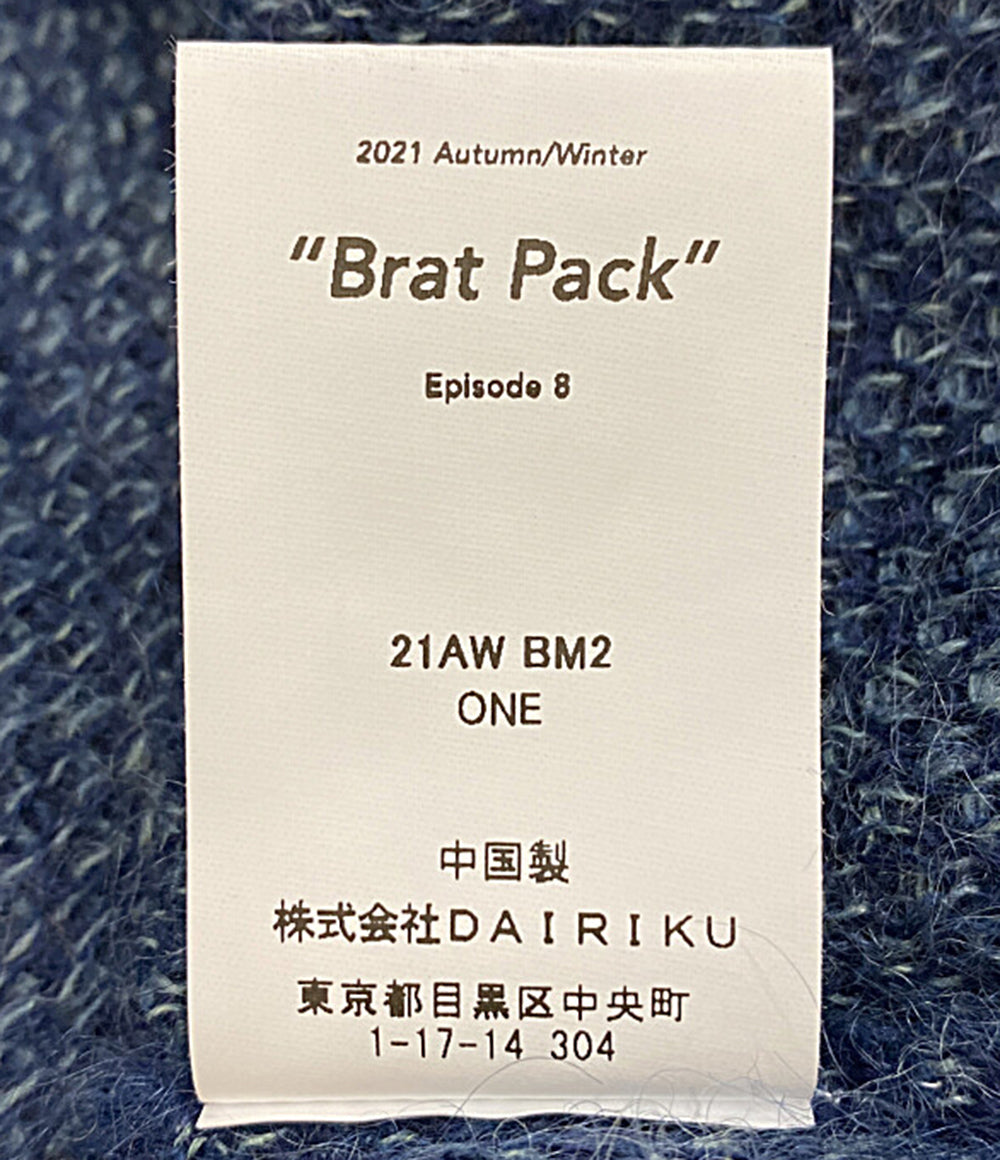 2021 Autumn/Winter
“Brat Pack”
Episode 8
21AW BM2
ONE
中国製
株式会社ＤＡＩＲＩＫＵ
東京都目黒区中央町
1-17-14 304